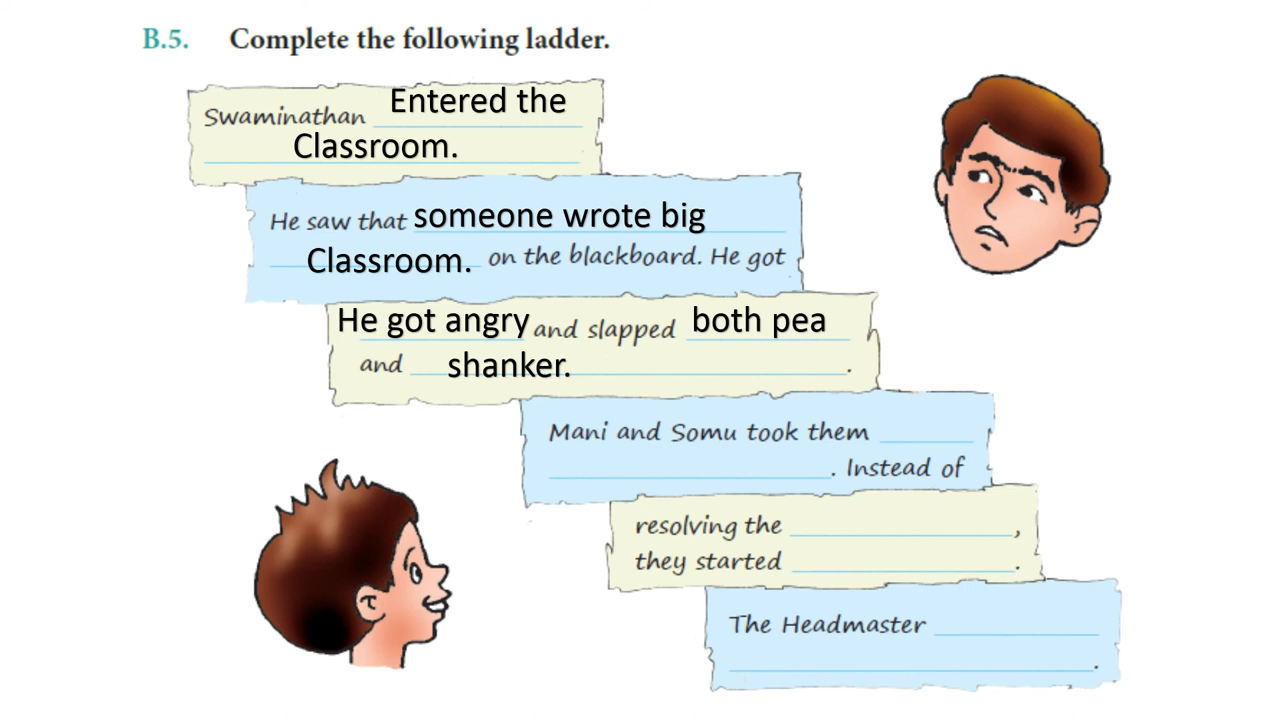 B.5. Complete the following ladder.
Swaminathan Entered the
Classroom.
He saw that someone wrote big
Classroom. on the blackboard. He got
He got angry and slapped both pea
and shanker. .
Mani and Somu took them
. Instead of
resolving the ,
they started .
The Headmaster
.